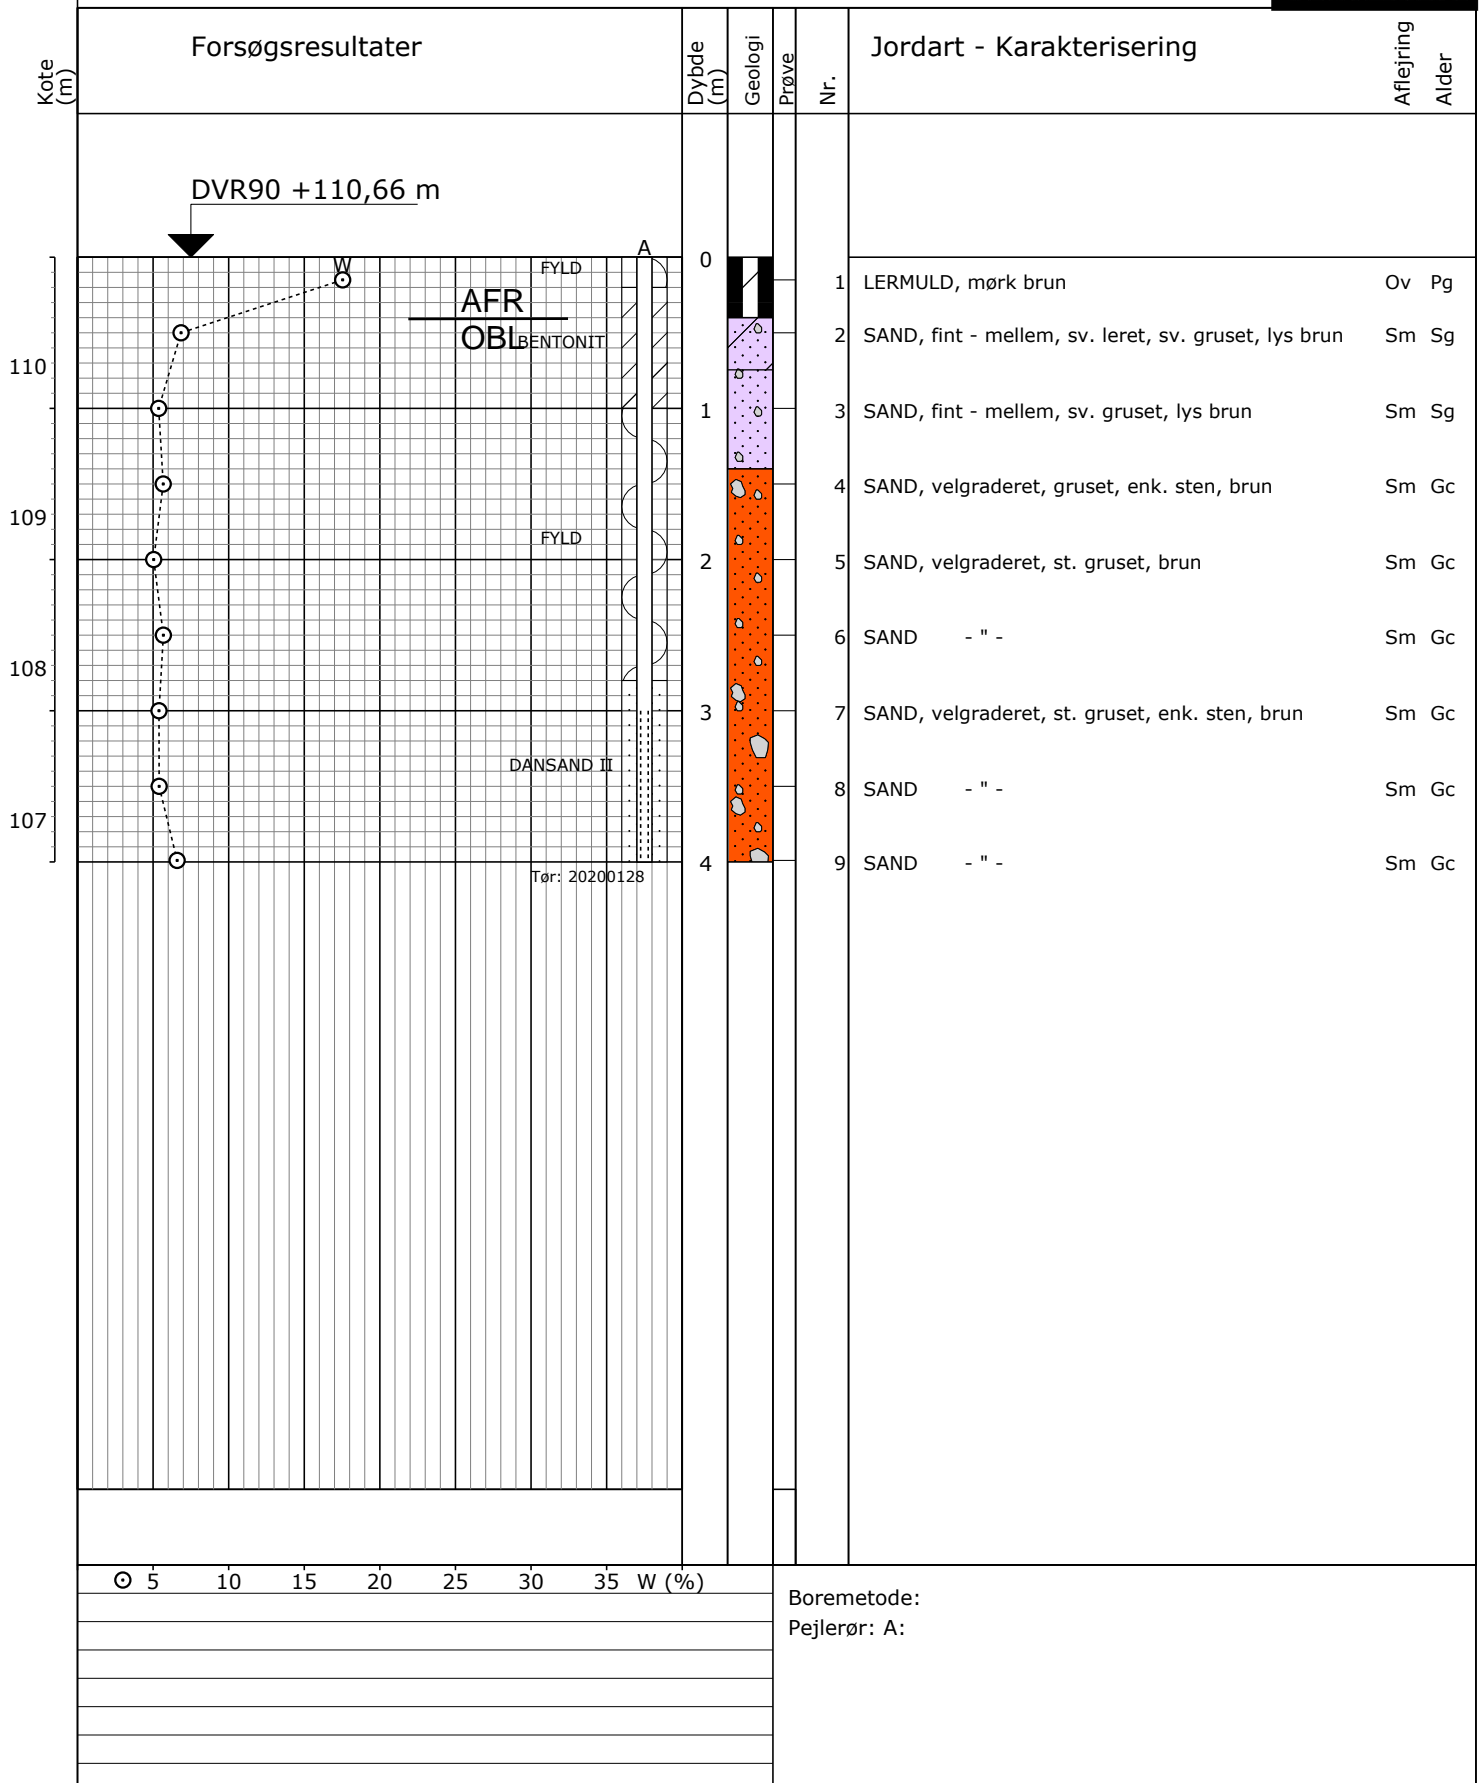 Kote (m)
Forsøgsresultater
Dybde (m)
Geologi
Prøve
Nr.
Jordart - Karakterisering
Aflejring
Alder
DVR90 +110,66 m
A
W
FYLD
0
1 LERMULD, mørk brun Ov Pg
AFR
OBL
BENTONIT
2 SAND, fint - mellem, sv. leret, sv. gruset, lys brun Sm Sg
110
1
3 SAND, fint - mellem, sv. gruset, lys brun Sm Sg
4 SAND, velgraderet, gruset, enk. sten, brun Sm Gc
109
FYLD
2
5 SAND, velgraderet, st. gruset, brun Sm Gc
6 SAND - " - Sm Gc
108
3
7 SAND, velgraderet, st. gruset, enk. sten, brun Sm Gc
DANSAND II
8 SAND - " - Sm Gc
107
4
9 SAND - " - Sm Gc
Tør: 20200128
5 10 15 20 25 30 35 W (%)
Boremetode:
Pejlerør: A: